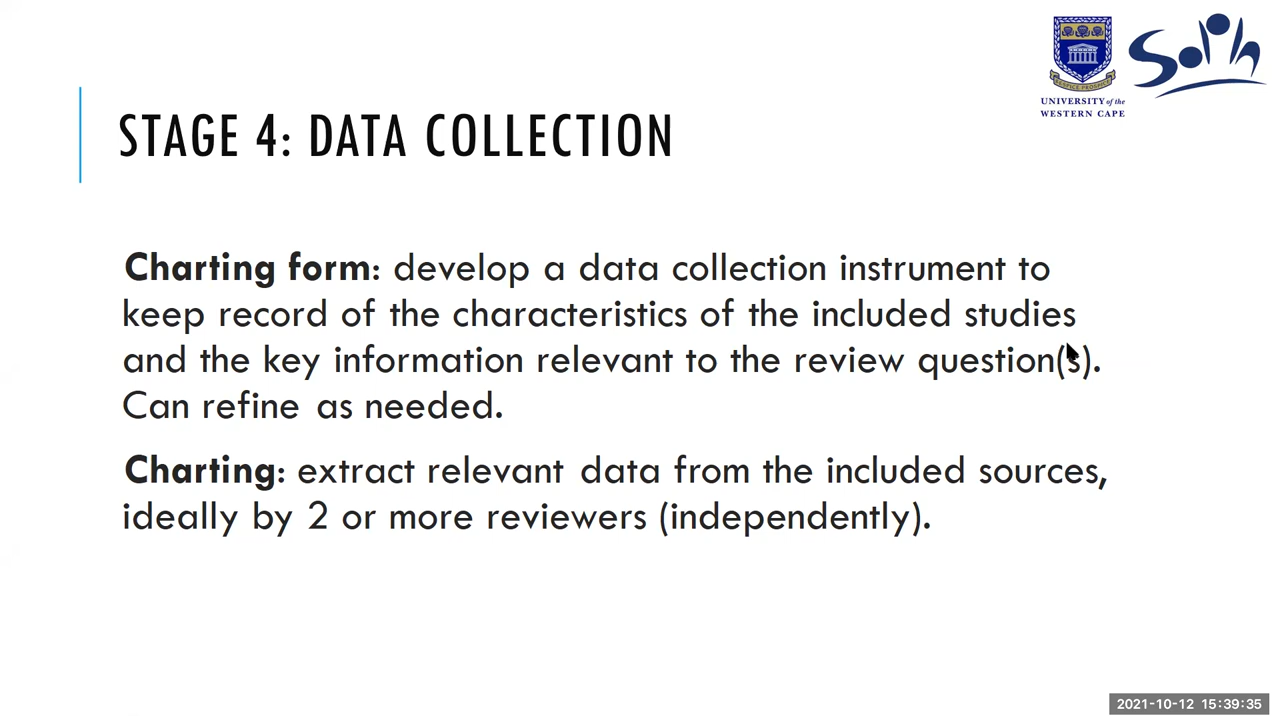 SoPh
UNIVERSITY of the
WESTERN CAPE
STAGE 4: DATA COLLECTION
Charting form: develop a data collection instrument to
keep record of the characteristics of the included studies
and the key information relevant to the review question(s).
Can refine as needed.
Charting: extract relevant data from the included sources,
ideally by 2 or more reviewers (independently).
2021-10-12 15:39:35